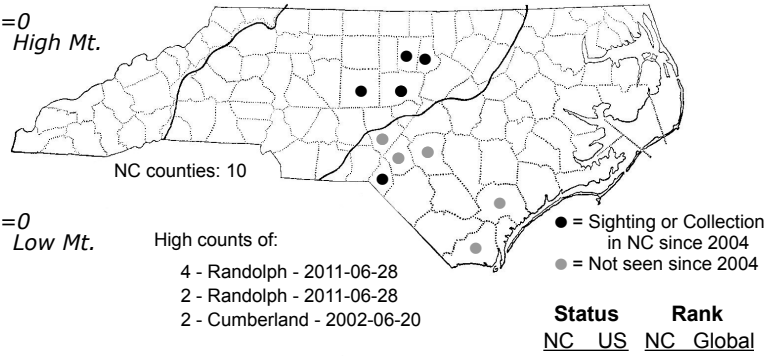 =0
High Mt.
NC counties: 10
=0
Low Mt.
High counts of:
4 - Randolph - 2011-06-28
2 - Randolph - 2011-06-28
2 - Cumberland - 2002-06-20
= Sighting or Collection
in NC since 2004
= Not seen since 2004
Status Rank
NC US NC Global